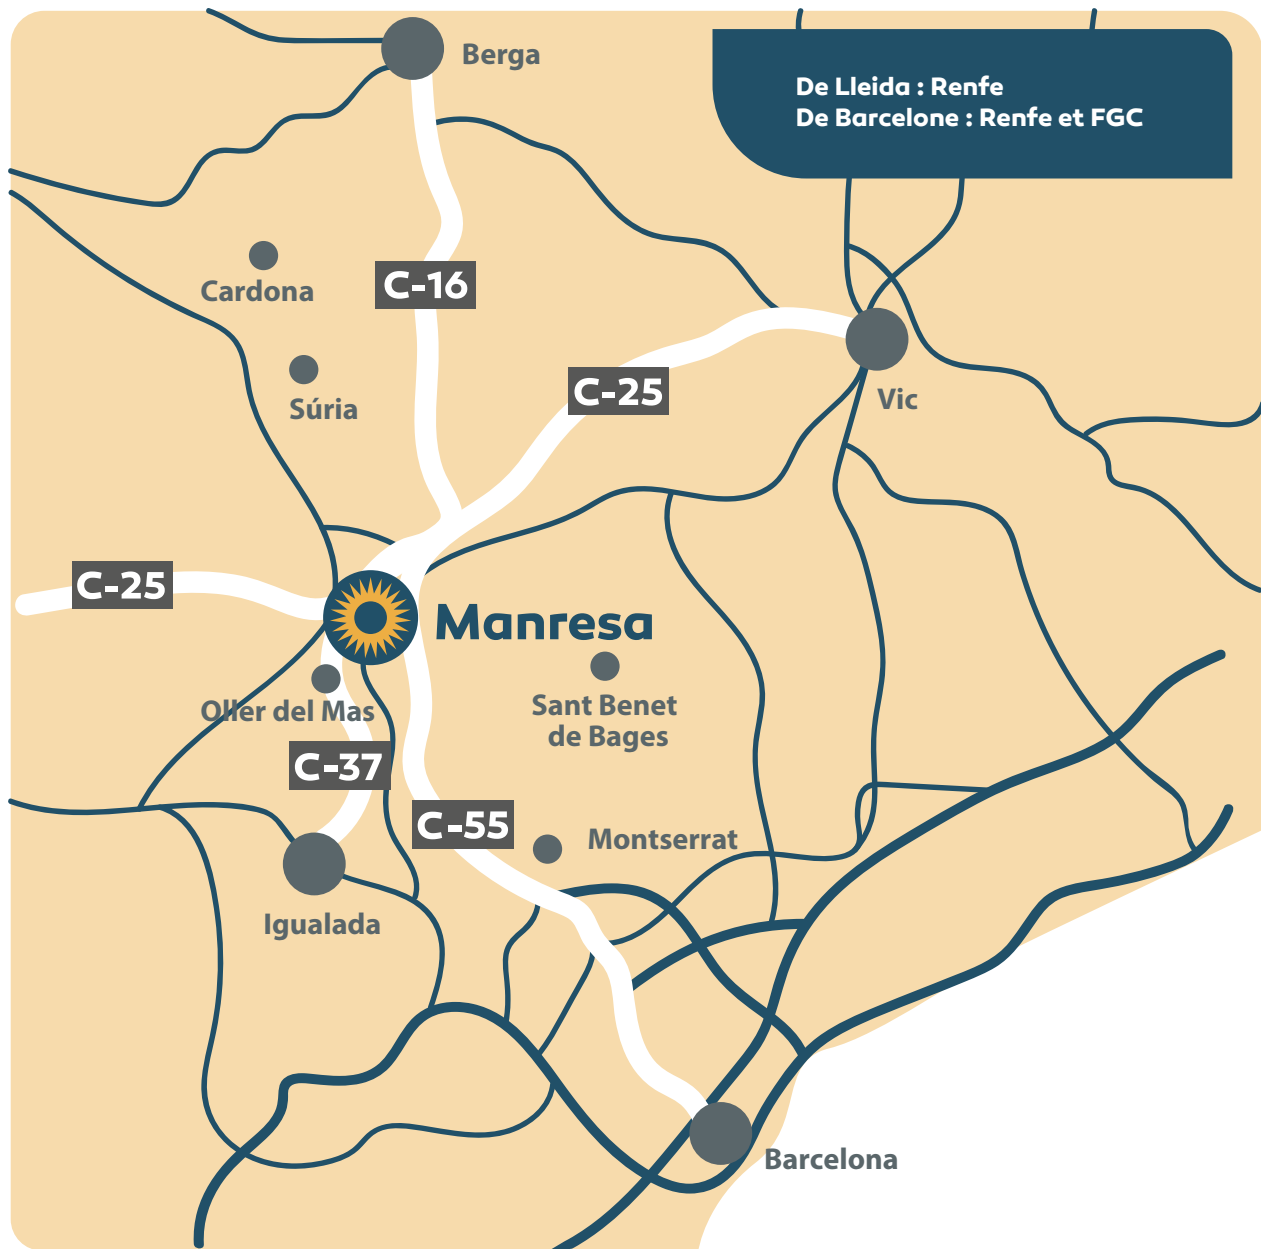 Berga
De Lleida : Renfe
De Barcelone : Renfe et FGC
Cardona
C-16
Súria
C-25
Vic
C-25
Manresa
Oller del Mas
Sant Benet
de Bages
C-37
C-55
Montserrat
Igualada
Barcelona